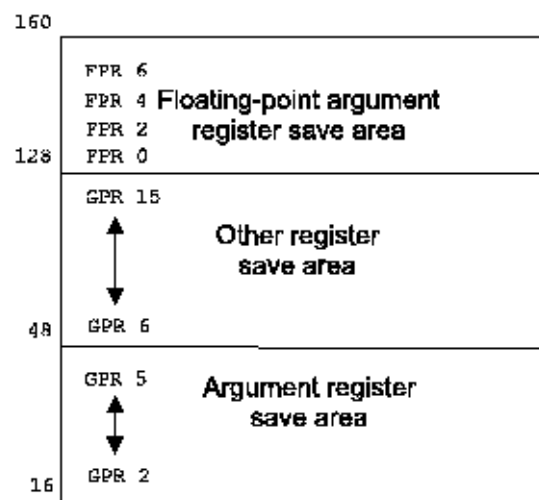 160
FPR 6
FPR 4 Floating-point argument
FPR 2 register save area
128 FPR 0
GPR 15
Other register
save area
48 GPR 6
GPR 5 Argument register
save area
GPR 2
16